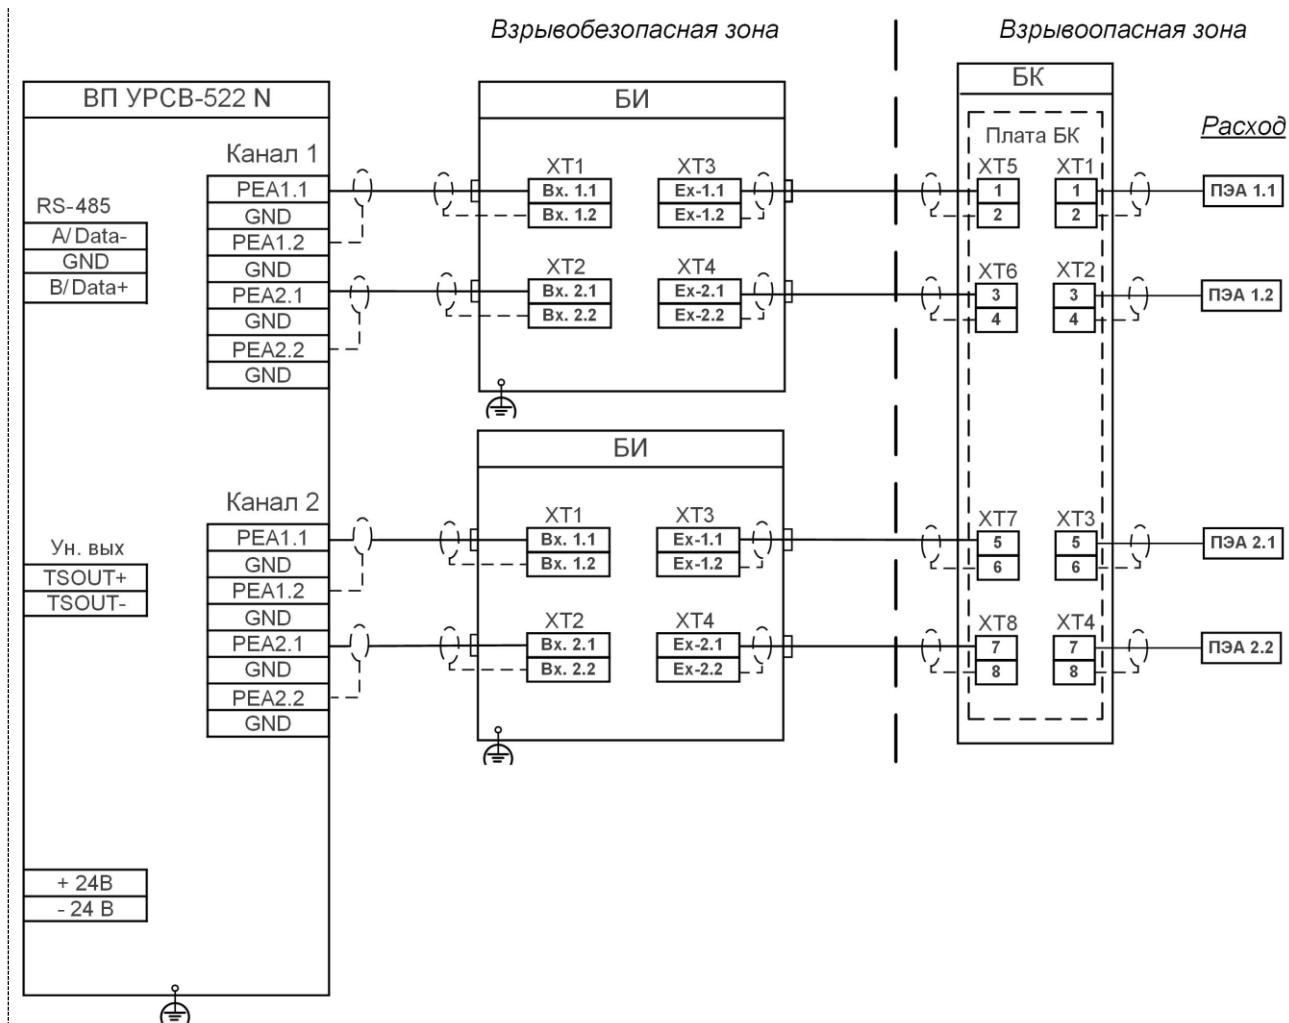 Взрывобезопасная зона
Взрывоопасная зона
ВП УРСВ-522 N
Канал 1
PEA1.1
GND
PEA1.2
GND
PEA2.1
GND
PEA2.2
GND
RS-485
A/Data-
GND
B/Data+
Канал 2
PEA1.1
GND
PEA1.2
GND
PEA2.1
GND
PEA2.2
GND
Ун. вых
TSOUT+
TSOUT-
+ 24В
- 24 В
БИ
XT1
Вх. 1.1
Вх. 1.2
XT3
Ex-1.1
Ex-1.2
XT2
Вх. 2.1
Вх. 2.2
XT4
Ex-2.1
Ex-2.2
БИ
XT1
Вх. 1.1
Вх. 1.2
XT3
Ex-1.1
Ex-1.2
XT2
Вх. 2.1
Вх. 2.2
XT4
Ex-2.1
Ex-2.2
БК
Плата БК
XT5
1
2
XT1
1
2
XT6
3
4
XT2
3
4
XT7
5
6
XT3
5
6
XT8
7
8
XT4
7
8
Расход
ПЭА 1.1
ПЭА 1.2
ПЭА 2.1
ПЭА 2.2